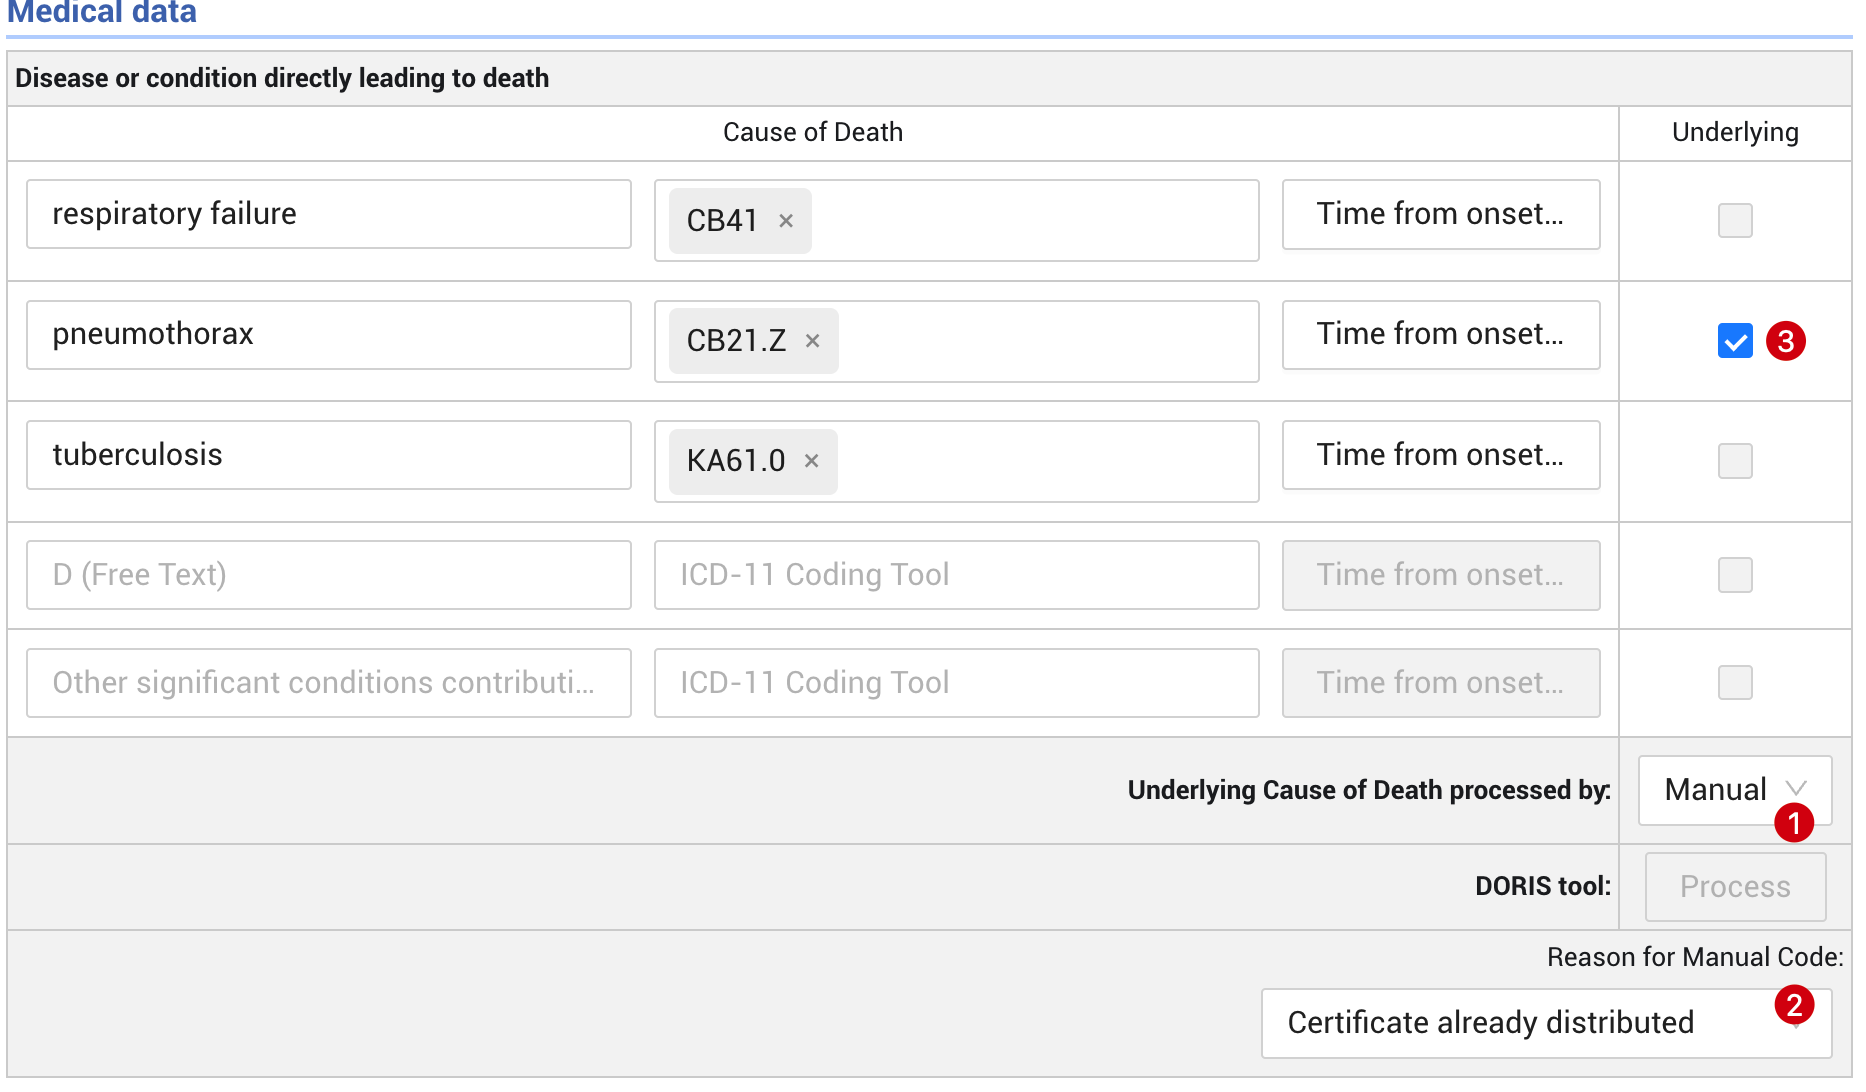 Medical data
Disease or condition directly leading to death
Cause of Death Underlying
respiratory failure CB41 × Time from onset...
pneumothorax CB21.Z × Time from onset... 3
tuberculosis KA61.0 × Time from onset...
D (Free Text) ICD-11 Coding Tool Time from onset...
Other significant conditions contributi... ICD-11 Coding Tool Time from onset...
Underlying Cause of Death processed by: Manual
1
DORIS tool: Process
Reason for Manual Code:
2
Certificate already distributed